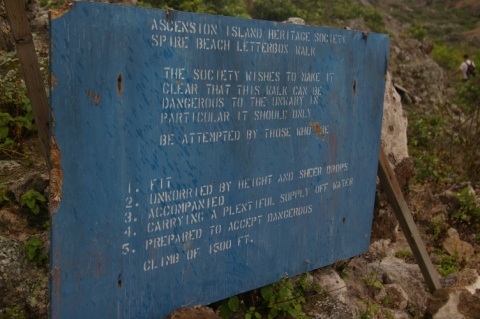 ASCENSION ISLAND HERITAGE SOCIETY
SPIRE BEACH LETTERBOX WALK
THE SOCIETY WISHES TO MAKE IT
CLEAR THAT THIS WALK CAN BE
DANGEROUS TO THE UNWARY IN
PARTICULAR IT SHOULD ONLY
BE ATTEMPTED BY THOSE WHO
1. FIT
2. UNWORRIED BY HEIGHT AND SHEER DROPS
3. ACCOMPANIED
4. CARRYING A PLENTIFUL SUPPLY OFF WATER
5. PREPARED TO ACCEPT DANGEROUS
CLIMB OF 1500 FT.